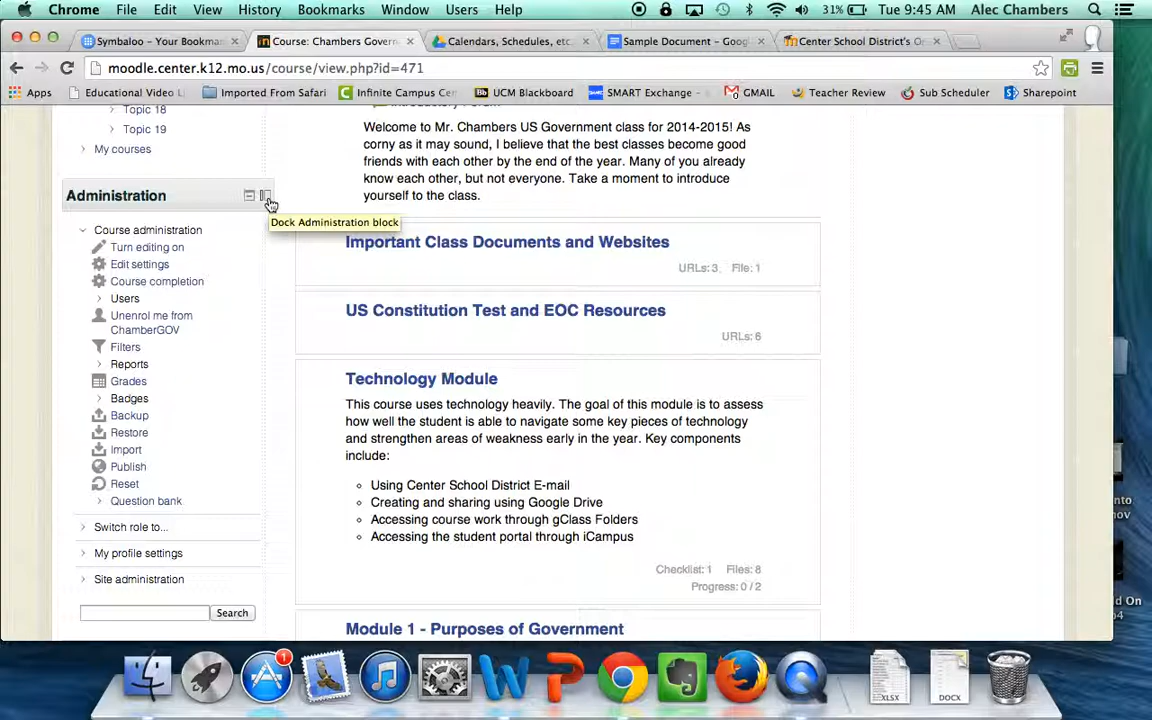 Chrome File Edit View History Bookmarks Window Users Help 31% Tue 9:45 AM Alec Chambers
Symbaloo – Your Bookmar Course: Chambers Govern Calendars, Schedules, etc. Sample Document – Goog Center School District's O
moodle.center.k12.mo.us/course/view.php?id=471
Apps Educational Video L Imported From Safari Infinite Campus Cen UCM Blackboard SMART Exchange - GMAIL Teacher Review Sub Scheduler Sharepoint
Topic 18
Topic 19
My courses
Administration
Dock Administration block
Course administration
Turn editing on
Edit settings
Course completion
Users
Unenrol me from
ChamberGOV
Filters
Reports
Grades
Badges
Backup
Restore
Import
Publish
Reset
Question bank
Switch role to...
My profile settings
Site administration
Search
Welcome to Mr. Chambers US Government class for 2014-2015! As
corny as it may sound, I believe that the best classes become good
friends with each other by the end of the year. Many of you already
know each other, but not everyone. Take a moment to introduce
yourself to the class.
Important Class Documents and Websites
URLs: 3 File: 1
US Constitution Test and EOC Resources
URLs: 6
Technology Module
This course uses technology heavily. The goal of this module is to assess
how well the student is able to navigate some key pieces of technology
and strengthen areas of weakness early in the year. Key components
include:
Using Center School District E-mail
Creating and sharing using Google Drive
Accessing course work through gClass Folders
Accessing the student portal through iCampus
Checklist: 1 Files: 8
Progress: 0 / 2
Module 1 - Purposes of Government
1
XLSX
DOCX